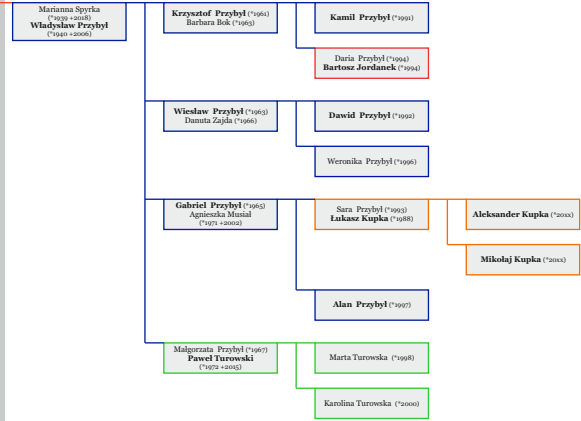 Marianna Spyrka
(*1939 +2018)
Władysław Przybył
(*1940 +2006)
Krzysztof Przybył (*1961)
Barbara Bok (*1963)
Kamil Przybył (*1991)
Daria Przybył (*1994)
Bartosz Jordanek (*1994)
Wiesław Przybył (*1963)
Danuta Zajda (*1966)
Dawid Przybył (*1992)
Weronika Przybył (*1996)
Gabriel Przybył (*1965)
Agnieszka Musiał
(*1971 +2002)
Sara Przybył (*1993)
Łukasz Kupka (*1988)
Aleksander Kupka (*20xx)
Mikołaj Kupka (*20xx)
Alan Przybył (*1997)
Małgorzata Przybył (*1967)
Paweł Turowski
(*1972 +2015)
Marta Turowska (*1998)
Karolina Turowska (*2000)